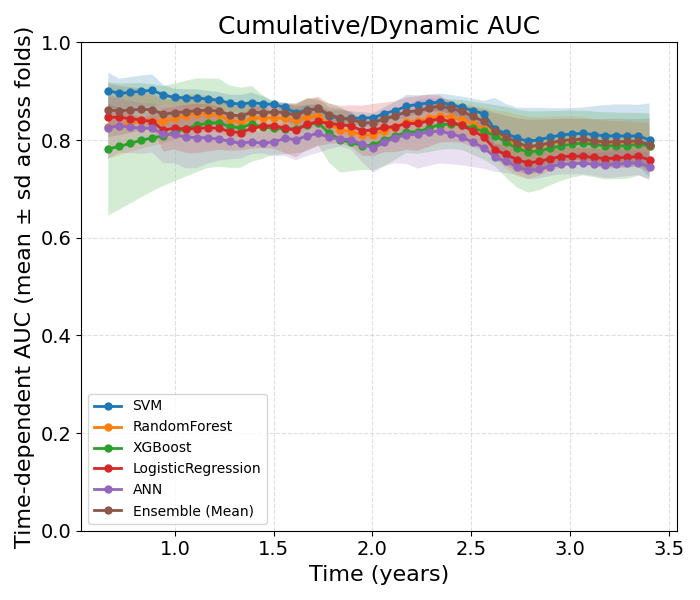 Cumulative/Dynamic AUC
Time-dependent AUC (mean ± sd across folds)
1.0
0.8
0.6
0.4
0.2
0.0
SVM
RandomForest
XGBoost
LogisticRegression
ANN
Ensemble (Mean)
1.0 1.5 2.0 2.5 3.0 3.5
Time (years)